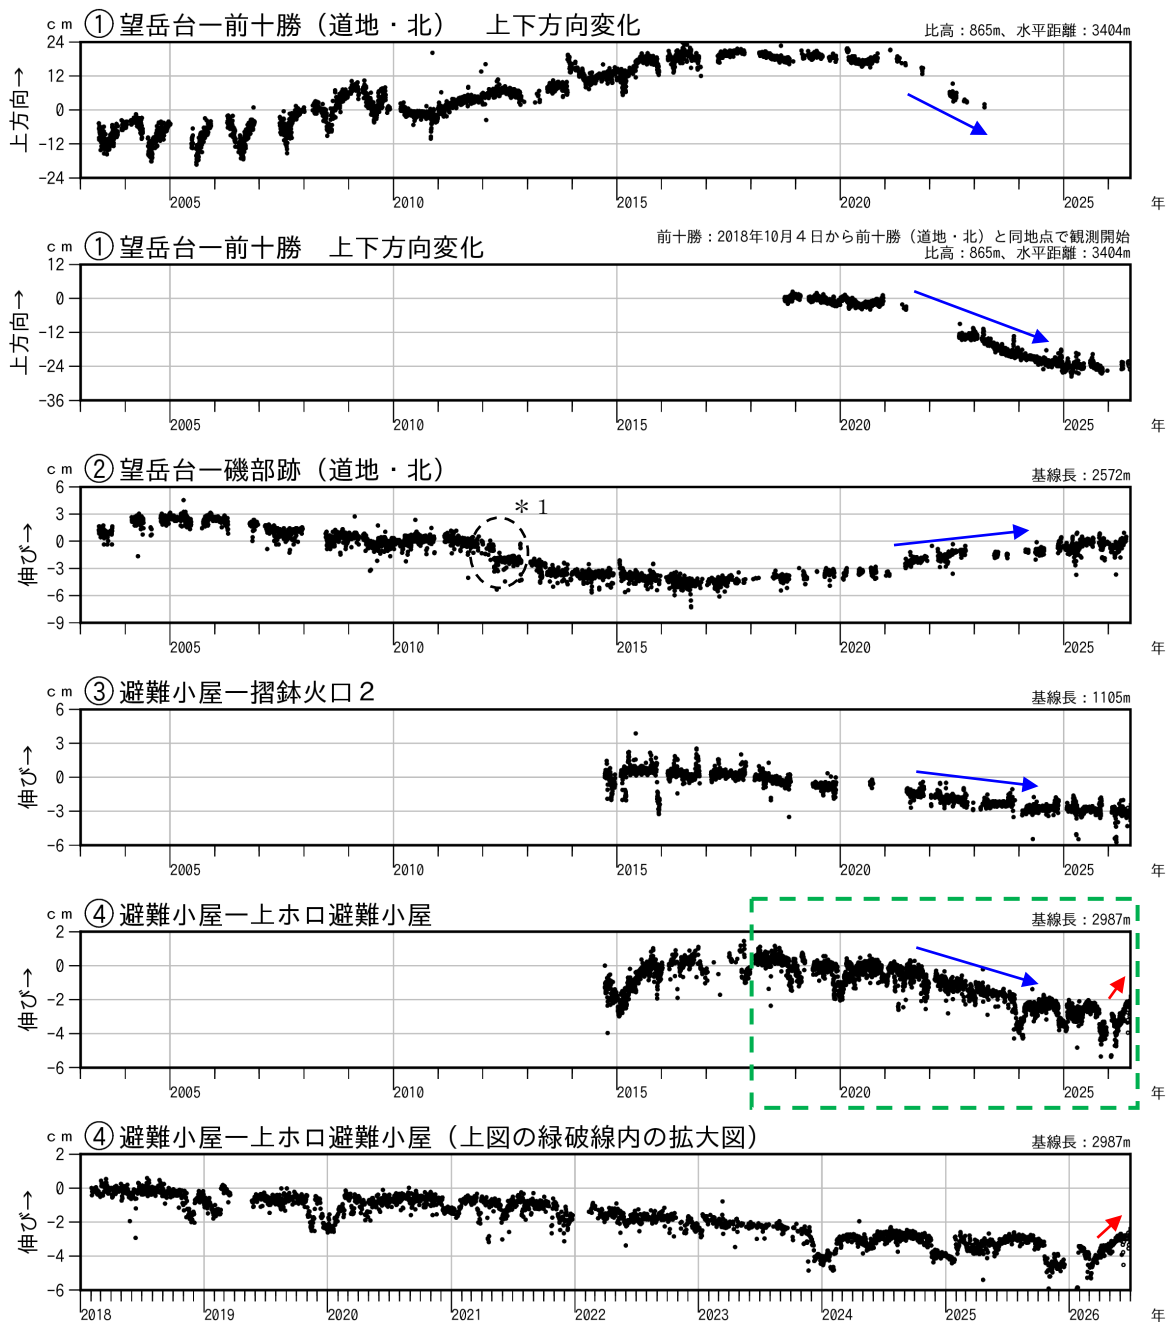 cm ①望岳台－前十勝（道地・北）　上下方向変化
比高：865m、水平距離：3404m
24
12
0
-12
-24
上方向→
2005 2010 2015 2020 2025 年
cm ①望岳台－前十勝　上下方向変化
前十勝：2018年10月４日から前十勝（道地・北）と同地点で観測開始
比高：865m、水平距離：3404m
12
0
-12
-24
-36
上方向→
2005 2010 2015 2020 2025 年
cm ②望岳台－磯部跡（道地・北）
基線長：2572m
＊1
6
3
0
-3
-6
-9
伸び→
2005 2010 2015 2020 2025 年
cm ③避難小屋－摺鉢火口２
基線長：1105m
6
3
0
-3
-6
伸び→
2005 2010 2015 2020 2025 年
cm ④避難小屋－上ホロ避難小屋
基線長：2987m
2
0
-2
-4
-6
伸び→
2005 2010 2015 2020 2025 年
cm ④避難小屋－上ホロ避難小屋（上図の緑破線内の拡大図）
基線長：2987m
2
0
-2
-4
-6
伸び→
2018 2019 2020 2021 2022 2023 2024 2025 2026 年